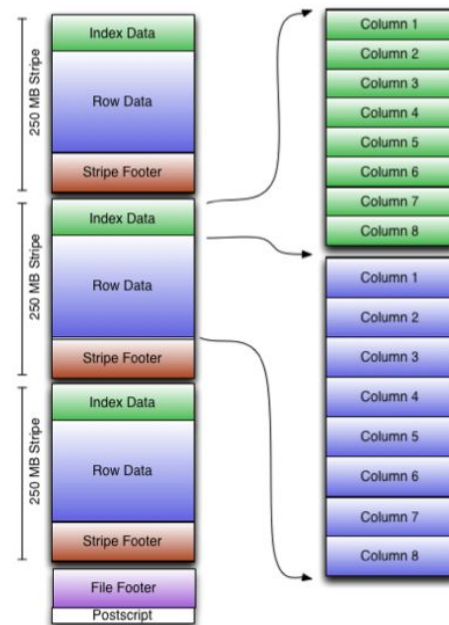 250 MB Stripe
Index Data
Row Data
Stripe Footer
250 MB Stripe
Index Data
Row Data
Stripe Footer
250 MB Stripe
Index Data
Row Data
Stripe Footer
File Footer
Postscript
Column 1
Column 2
Column 3
Column 4
Column 5
Column 6
Column 7
Column 8
Column 1
Column 2
Column 3
Column 4
Column 5
Column 6
Column 7
Column 8